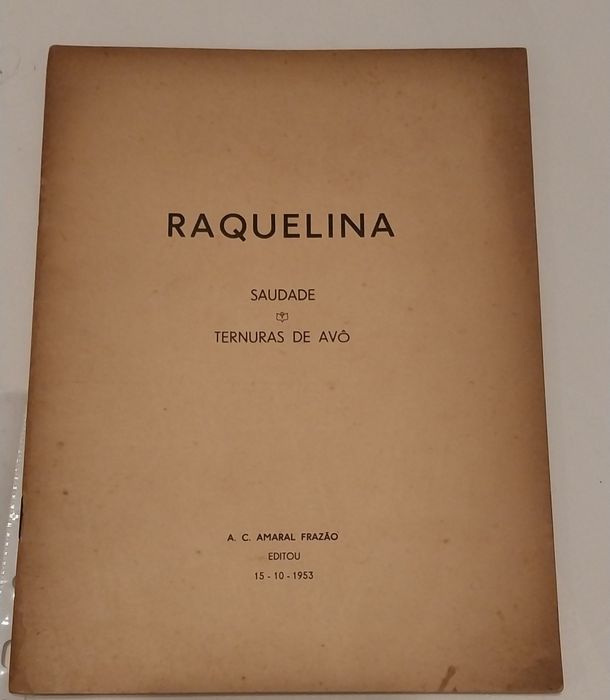 RAQUELINA
SAUDADE
TERNURAS DE AVÔ
A. C. AMARAL FRAZÃO
EDITOU
15-10-1953